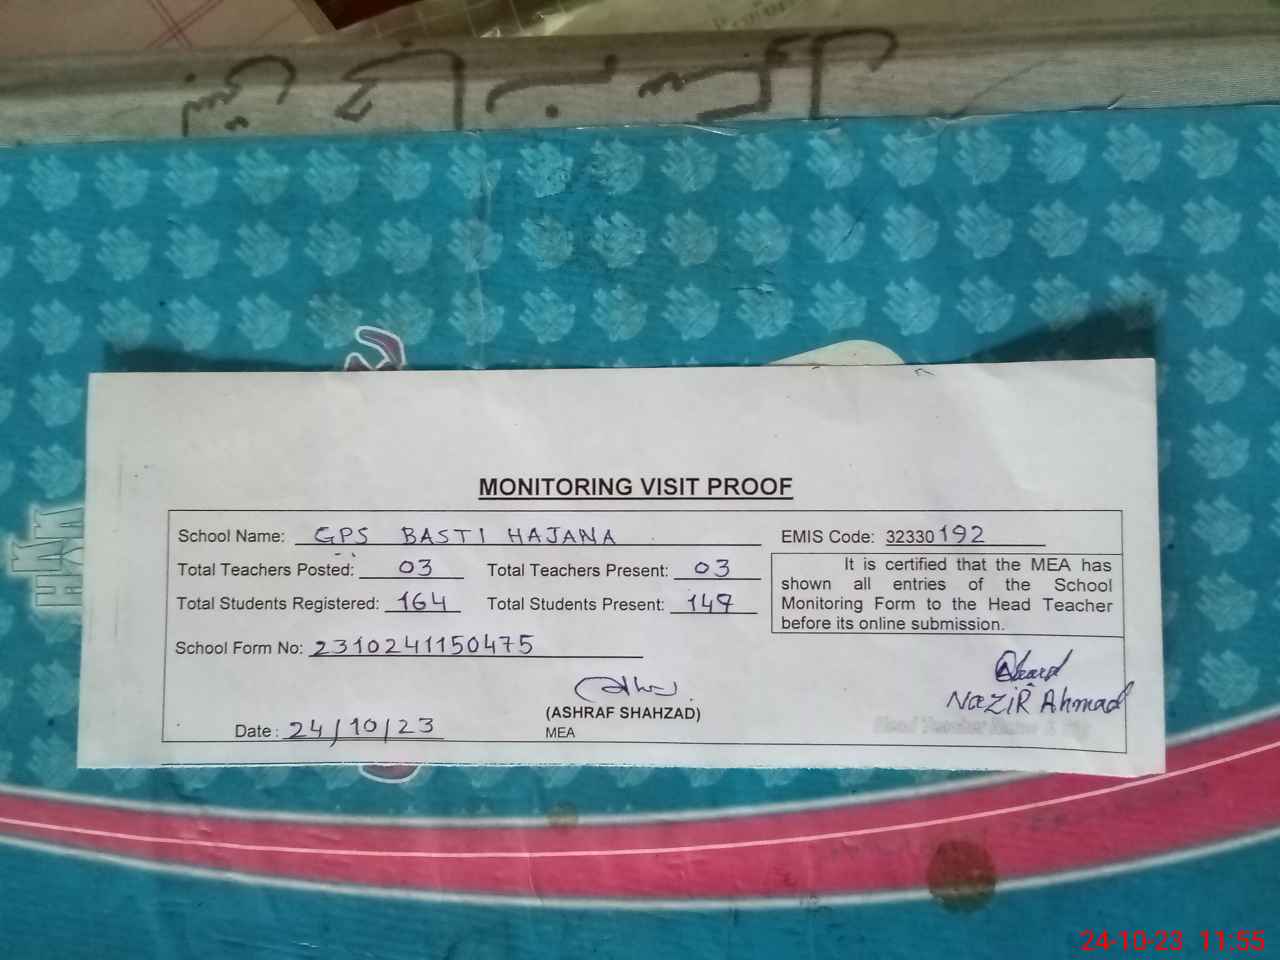 MONITORING VISIT PROOF
School Name: GPS BASTI HAJANA EMIS Code: 32330192
Total Teachers Posted: 03 Total Teachers Present: 03
Total Students Registered: 164 Total Students Present: 149
It is certified that the MEA has
shown all entries of the School
Monitoring Form to the Head Teacher
before its online submission.
School Form No: 2310241150475
Nazir Ahmad
(ASHRAF SHAHZAD)
MEA
Date: 24/10/23
24-10-23 11:55